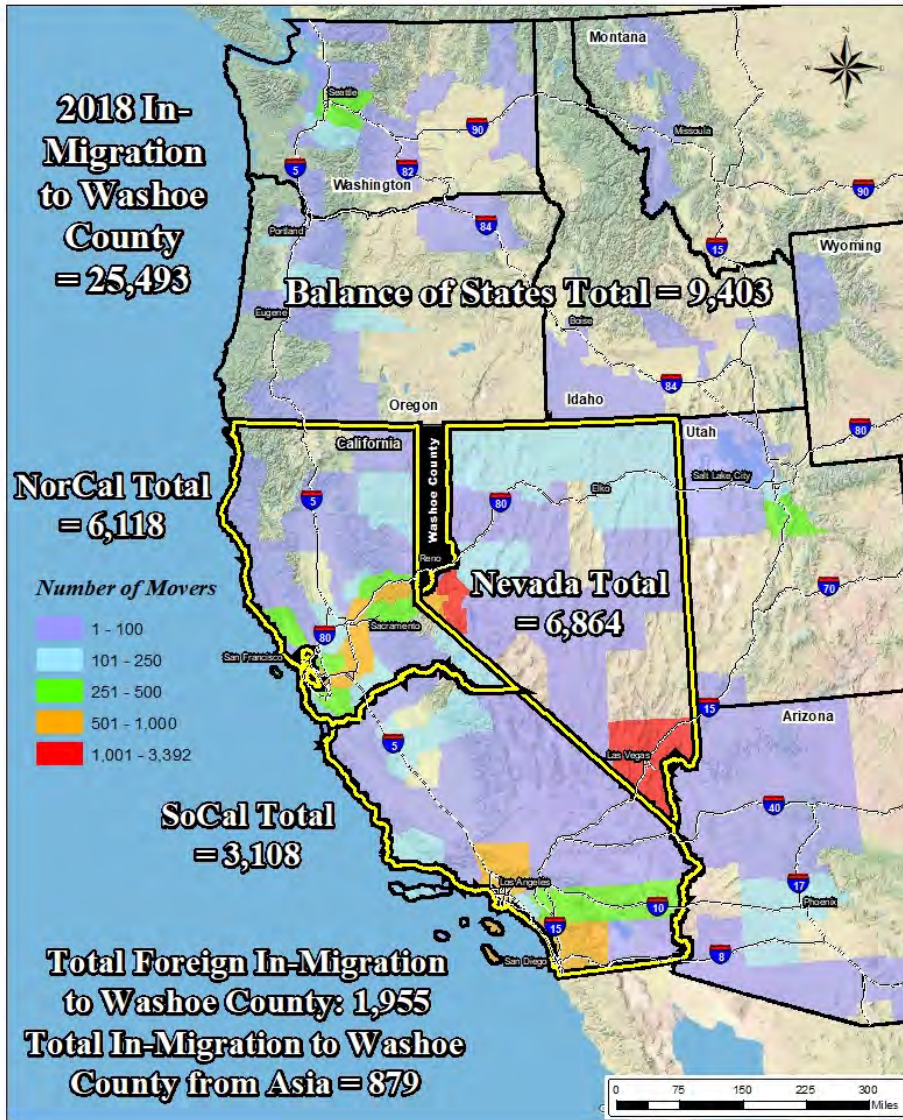 Montana
Seattle
2018 In-
Migration
to Washoe
County
= 25,493
90
Missoula
5
82
Washington
90
15
Portland
84
Wyoming
Balance of States Total = 9,403
Eugene
Boise
84
Oregon
Idaho
80
California
Washoe County
Utah
NorCal Total
= 6,118
5
80
Elko
Salt Lake City
Reno
Number of Movers
Nevada Total
= 6,864
70
1 - 100
80
Sacramento
101 - 250
San Francisco
251 - 500
501 - 1,000
15
Arizona
1,001 - 3,392
5
Las Vegas
SoCal Total
= 3,108
40
Los Angeles
17
10
Phoenix
15
8
San Diego
Total Foreign In-Migration
to Washoe County: 1,955
Total In-Migration to Washoe
County from Asia = 879
0 75 150 225 300
Miles